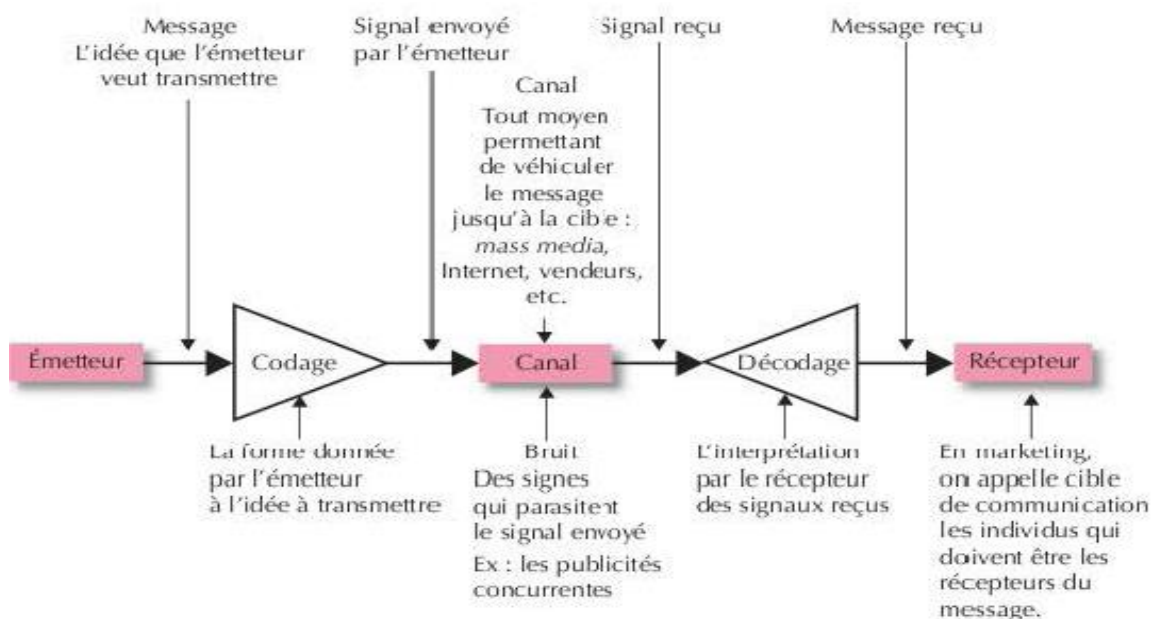 Message
L'idée que l'émetteur
veut transmettre
Signal envoyé
par l'émetteur
Signal reçu
Message reçu
Canal
Tout moyen
permettant
de véhiculer
le message
jusqu'à la cible :
mass media,
Internet, vendeurs,
etc.
Émetteur
Codage
Canal
Décodage
Récepteur
La forme donnée
par l'émetteur
à l'idée à transmettre
Bruit
Des signes
qui parasitent
le signal envoyé
Ex : les publicités
concurrentes
L'interprétation
par le récepteur
des signaux reçus
En marketing,
on appelle cible
de communication
les individus qui
doivent être les
récepteurs du
message.